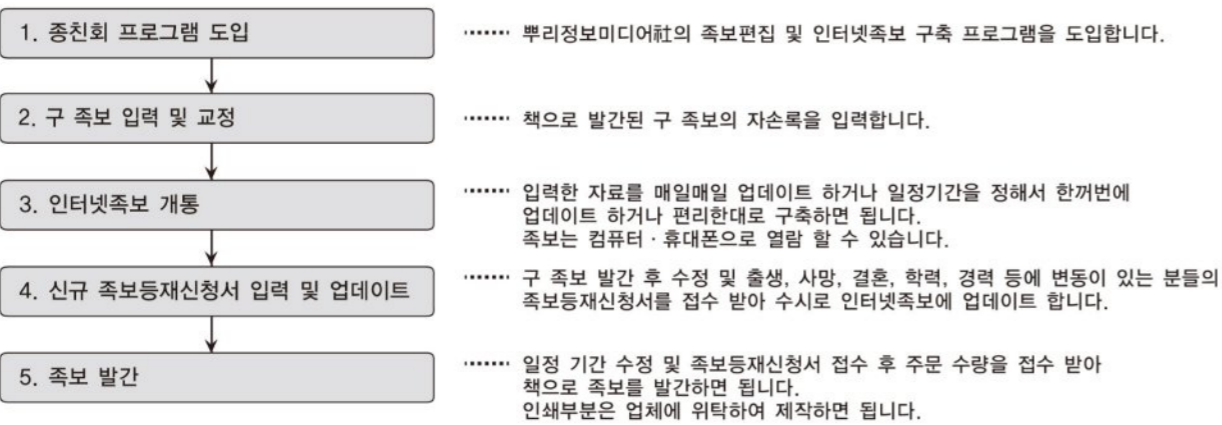 1. 종친회 프로그램 도입
······· 뿌리정보미디어社의 족보편집 및 인터넷족보 구축 프로그램을 도입합니다.
2. 구 족보 입력 및 교정
······· 책으로 발간된 구 족보의 자손록을 입력합니다.
3. 인터넷족보 개통
······· 입력한 자료를 매일매일 업데이트 하거나 일정기간을 정해서 한꺼번에
업데이트 하거나 편리한대로 구축하면 됩니다.
족보는 컴퓨터 · 휴대폰으로 열람 할 수 있습니다.
4. 신규 족보등재신청서 입력 및 업데이트
······· 구 족보 발간 후 수정 및 출생, 사망, 결혼, 학력, 경력 등에 변동이 있는 분들의
족보등재신청서를 접수 받아 수시로 인터넷족보에 업데이트 합니다.
5. 족보 발간
······· 일정 기간 수정 및 족보등재신청서 접수 후 주문 수량을 접수 받아
책으로 족보를 발간하면 됩니다.
인쇄부분은 업체에 위탁하여 제작하면 됩니다.